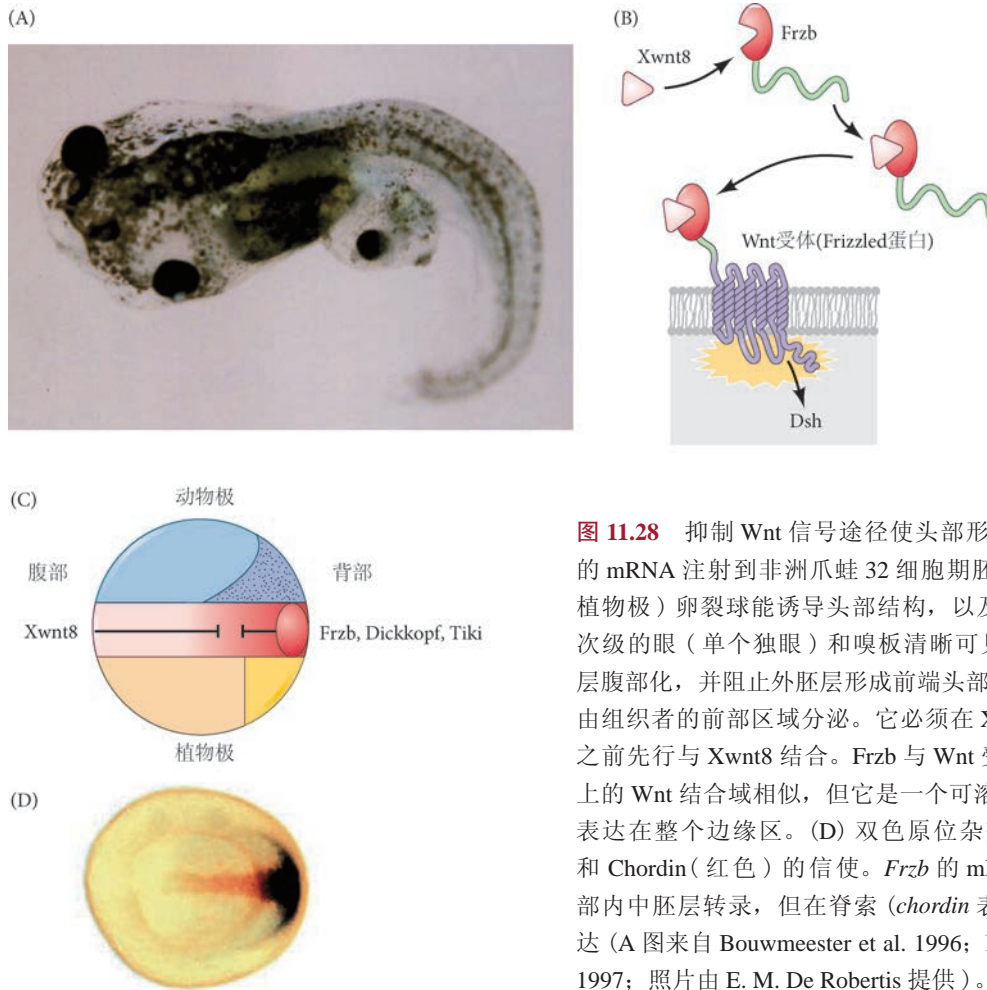 (A)
(B)
Xwnt8
Frzb
Wnt受体(Frizzled蛋白)
Dsh
(C)
动物极
腹部
背部
Xwnt8
Frzb, Dickkopf, Tiki
植物极
(D)
图 11.28 抑制 Wnt 信号途径使头部形
的 mRNA 注射到非洲爪蛙 32 细胞期胚
植物极）卵裂球能诱导头部结构，以及
次级的眼（单个独眼）和嗅板清晰可见
层腹部化，并阻止外胚层形成前端头部
由组织者的前部区域分泌。它必须在 X
之前先行与 Xwnt8 结合。Frzb 与 Wnt 受
上的 Wnt 结合域相似，但它是一个可溶
表达在整个边缘区。(D) 双色原位杂
和 Chordin（红色）的信使。Frzb 的 m
部内中胚层转录，但在脊索 (chordin 表
达 (A 图来自 Bouwmeester et al. 1996；
1997；照片由 E. M. De Robertis 提供 )。